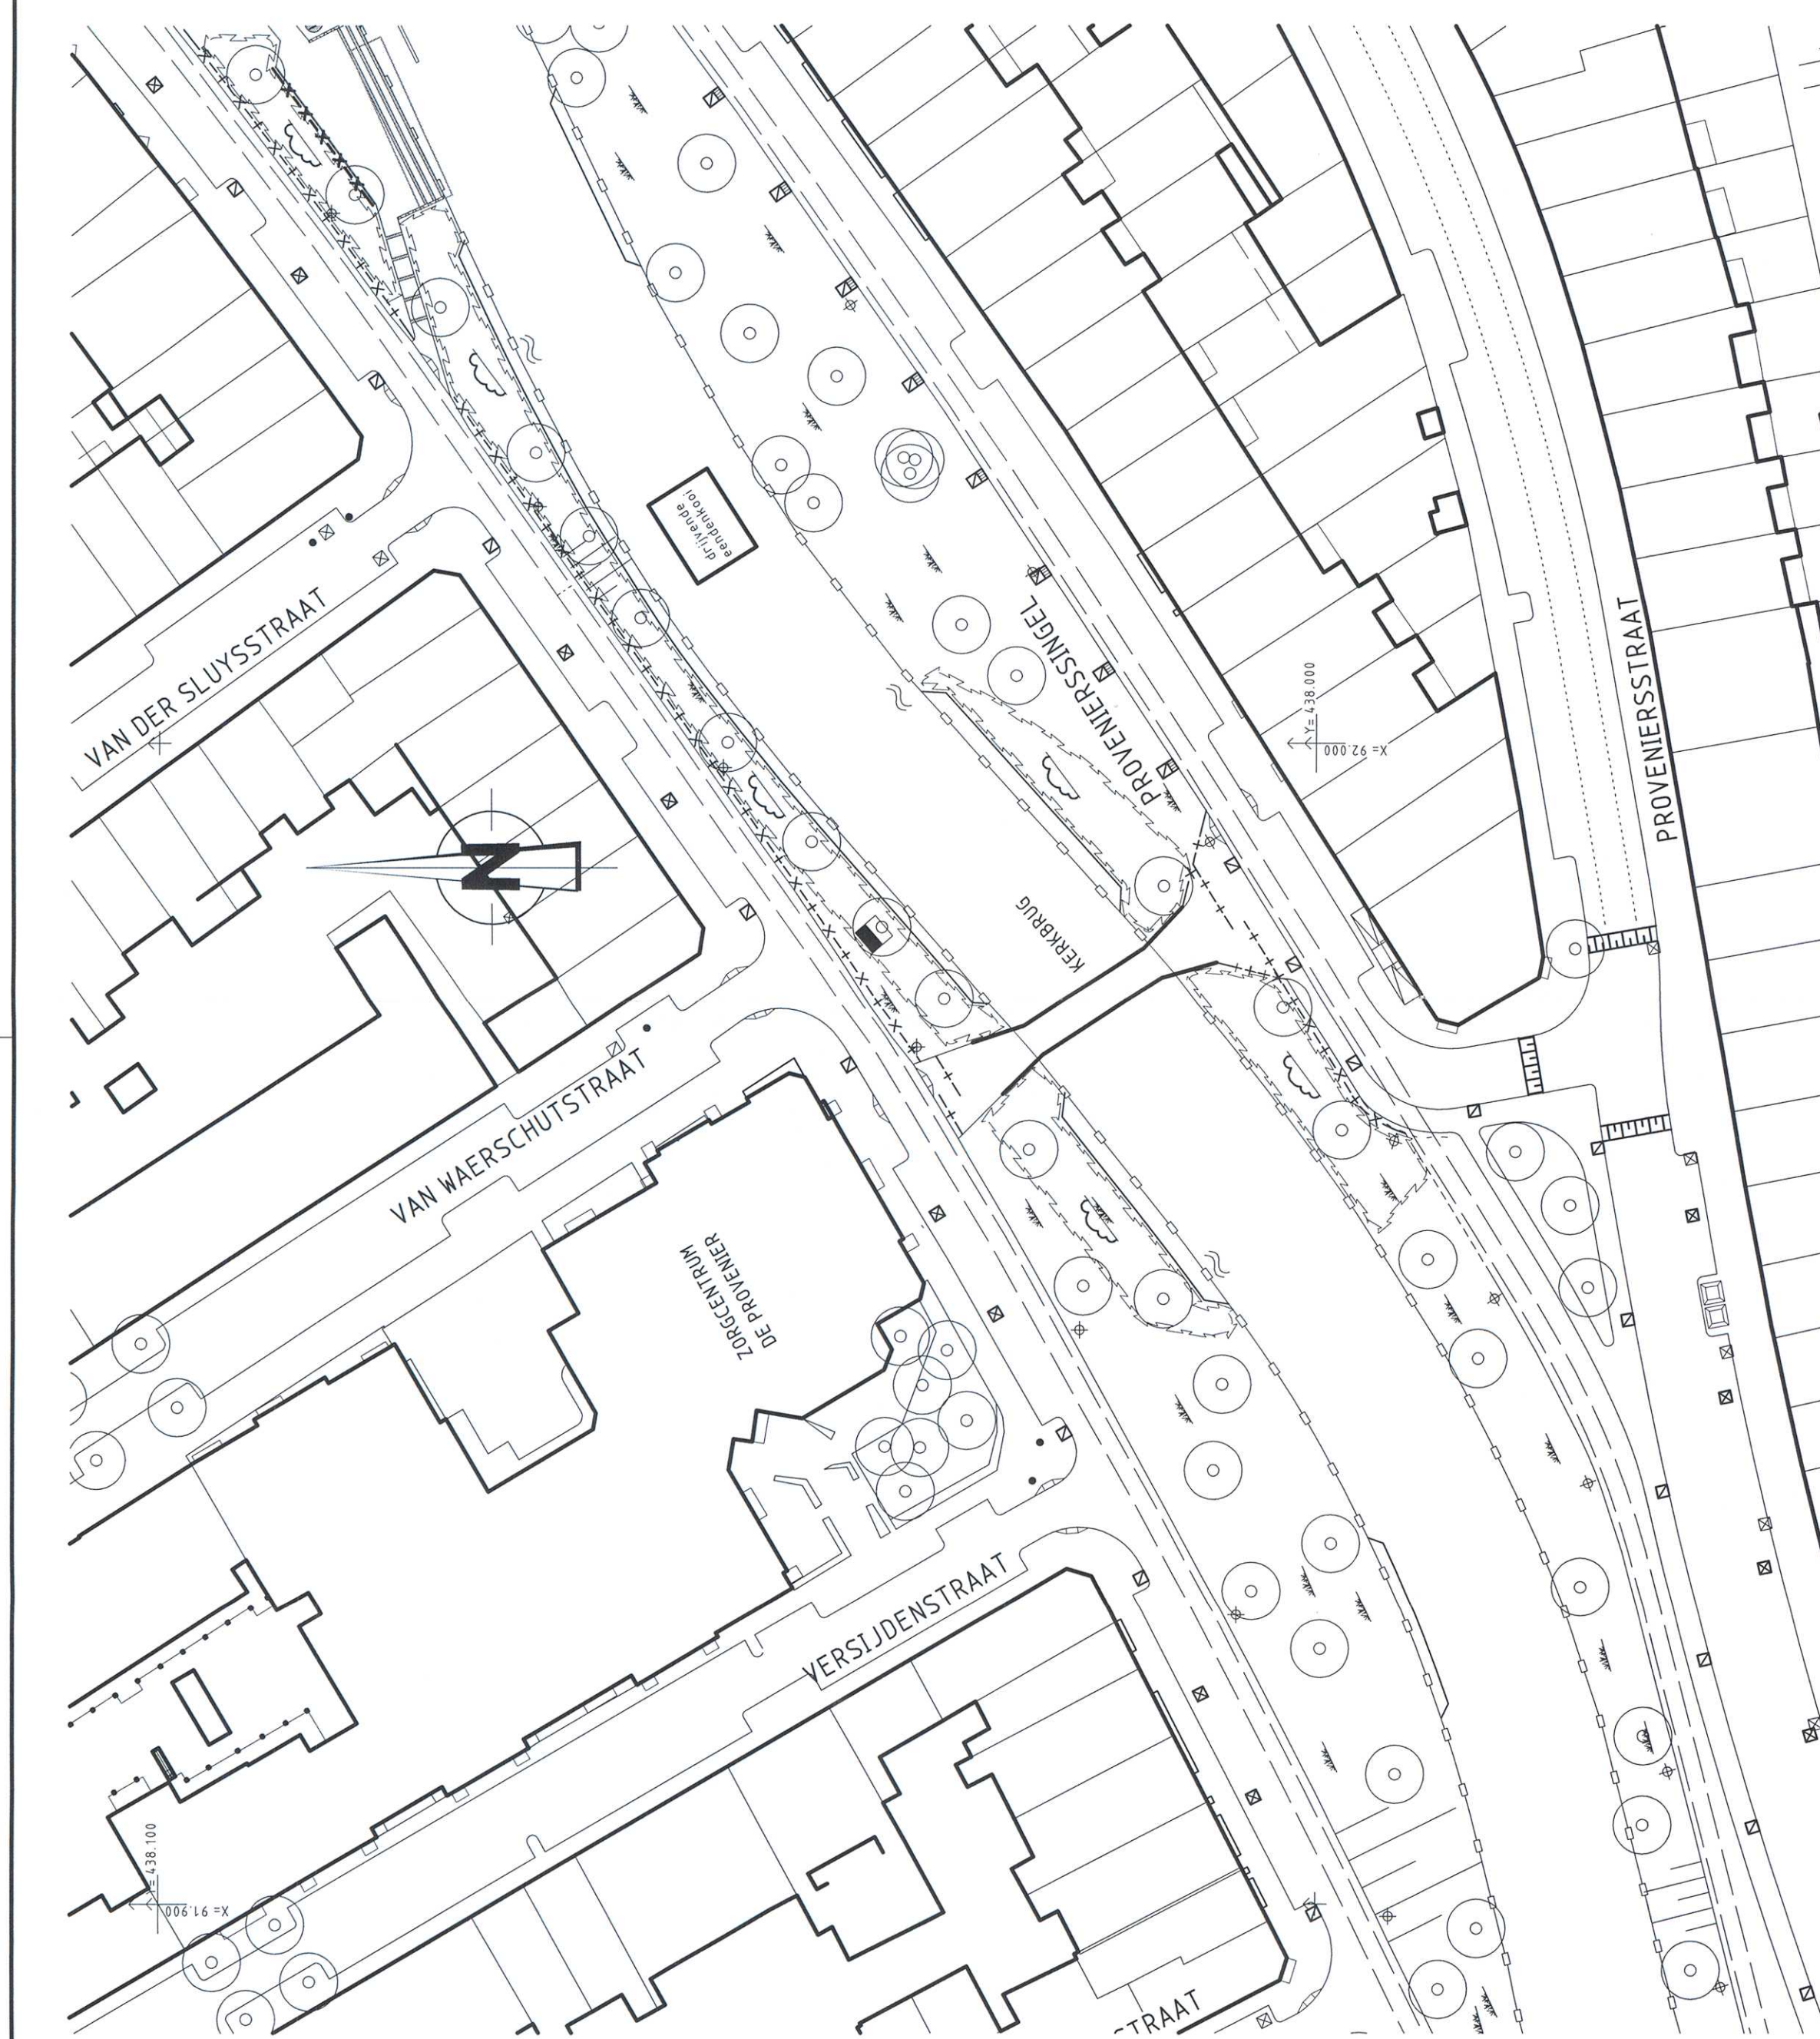 drijvende
eendenkooi
VAN DER SLUYSSTRAAT
PROVENIERSSINGEL
PROVENIERSSTRAAT
Y= 438.000
X= 92.000
N
KERKBRUG
VAN WAERSCHUTSTRAAT
ZORGCENTRUM
DE PROVENIER
VERSIJDENSTRAAT
Y= 438.100
X= 91.900
STRAAT